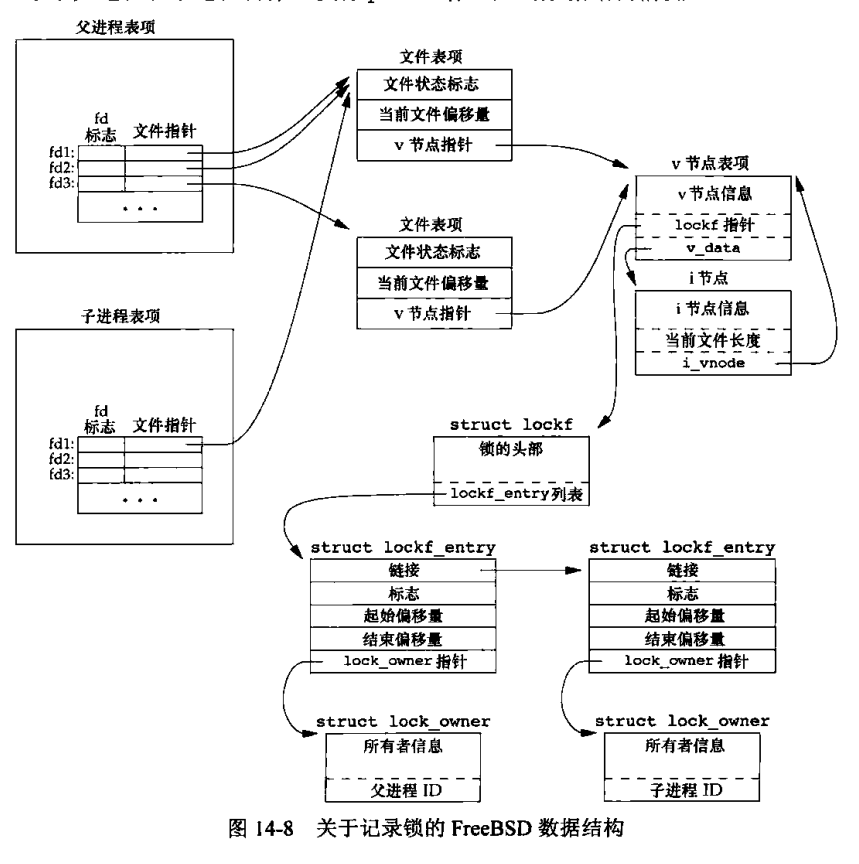 父进程表项
fd
标志 文件指针
fd1:
fd2:
fd3:
· · ·
文件表项
文件状态标志
当前文件偏移量
v 节点指针
v 节点表项
v 节点信息
lockf 指针
v_data
i 节点
i 节点信息
当前文件长度
i_vnode
文件表项
文件状态标志
当前文件偏移量
v 节点指针
子进程表项
fd
标志 文件指针
fd1:
fd2:
fd3:
· · ·
struct lockf
锁的头部
lockf_entry列表
struct lockf_entry
链接
标志
起始偏移量
结束偏移量
lock_owner 指针
struct lockf_entry
链接
标志
起始偏移量
结束偏移量
lock_owner 指针
struct lock_owner
所有者信息
父进程 ID
struct lock_owner
所有者信息
子进程 ID
图 14-8 关于记录锁的 FreeBSD 数据结构